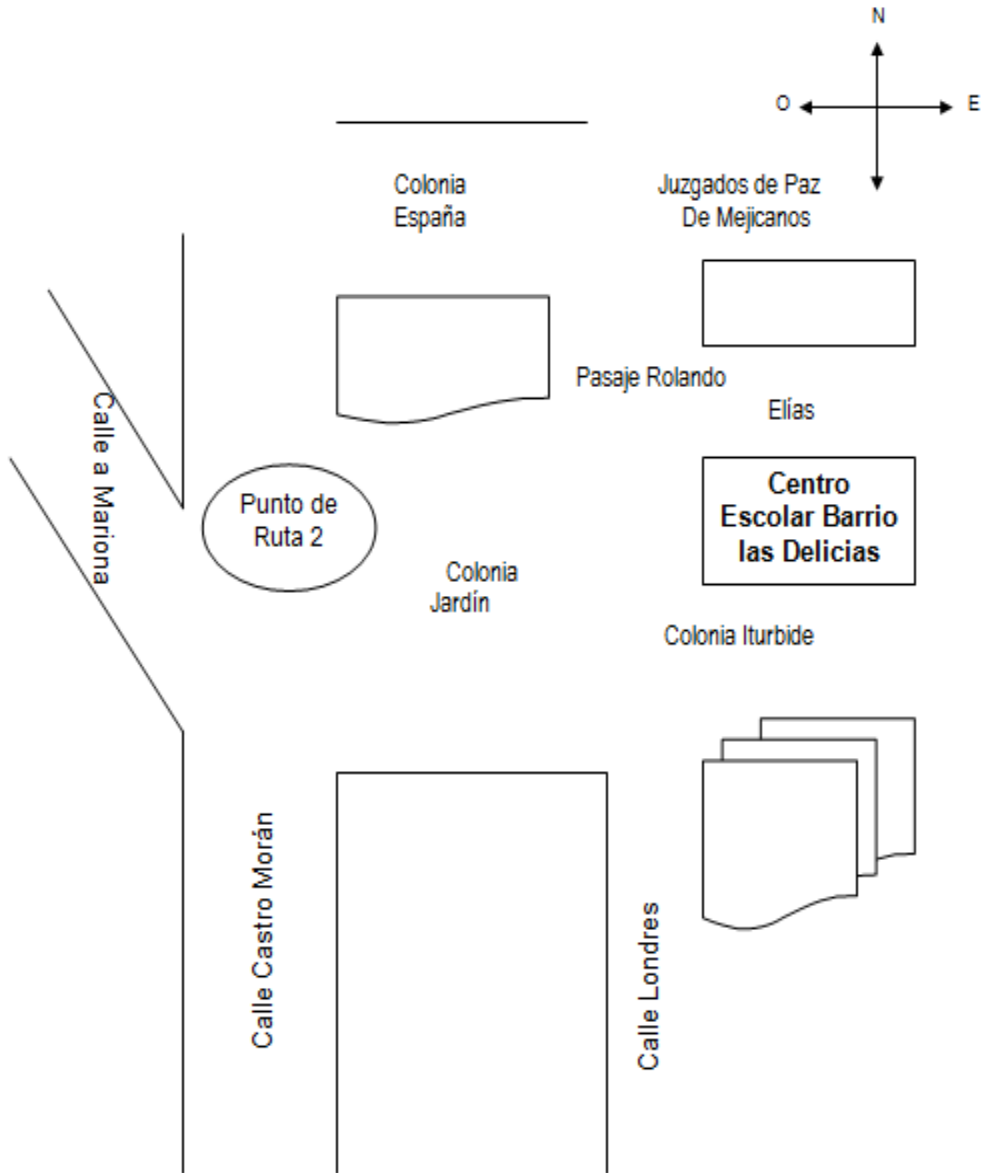 N
O
E
Colonia
España
Juzgados de Paz
De Mejicanos
Pasaje Rolando
Elías
Calle a Mariona
Punto de
Ruta 2
Centro
Escolar Barrio
las Delicias
Colonia
Jardín
Colonia Iturbide
Calle Castro Morán
Calle Londres